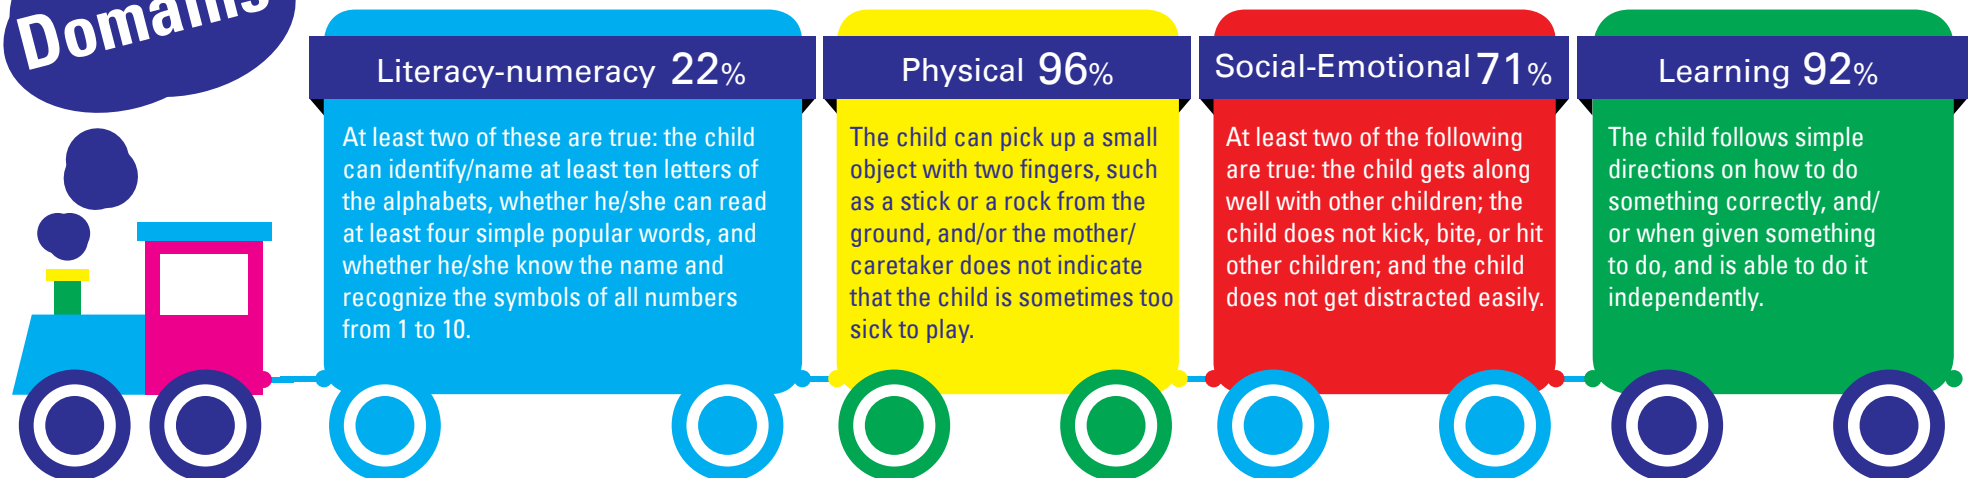 Domains
Literacy-numeracy 22%
At least two of these are true: the child
can identify/name at least ten letters of
the alphabets, whether he/she can read
at least four simple popular words, and
whether he/she know the name and
recognize the symbols of all numbers
from 1 to 10.
Physical 96%
The child can pick up a small
object with two fingers, such
as a stick or a rock from the
ground, and/or the mother/
caretaker does not indicate
that the child is sometimes too
sick to play.
Social-Emotional 71%
At least two of the following
are true: the child gets along
well with other children; the
child does not kick, bite, or hit
other children; and the child
does not get distracted easily.
Learning 92%
The child follows simple
directions on how to do
something correctly, and/
or when given something
to do, and is able to do it
independently.